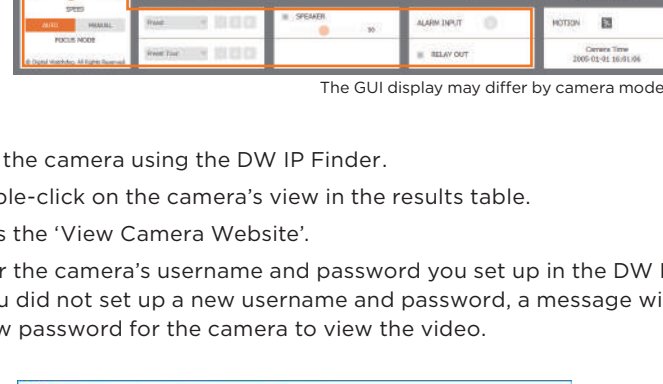 SPEED
AUTO MANUAL
FOCUS MODE
© Digital Watchdog. All Rights Reserved
Preset
Preset Tour
SPEAKER
50
ALARM INPUT
RELAY OUT
MOTION
Camera Time
2005-01-01 16:01:06
The GUI display may differ by camera mode
the camera using the DW IP Finder.
ble-click on the camera's view in the results table.
s the 'View Camera Website'.
r the camera's username and password you set up in the DW
u did not set up a new username and password, a message wi
w password for the camera to view the video.